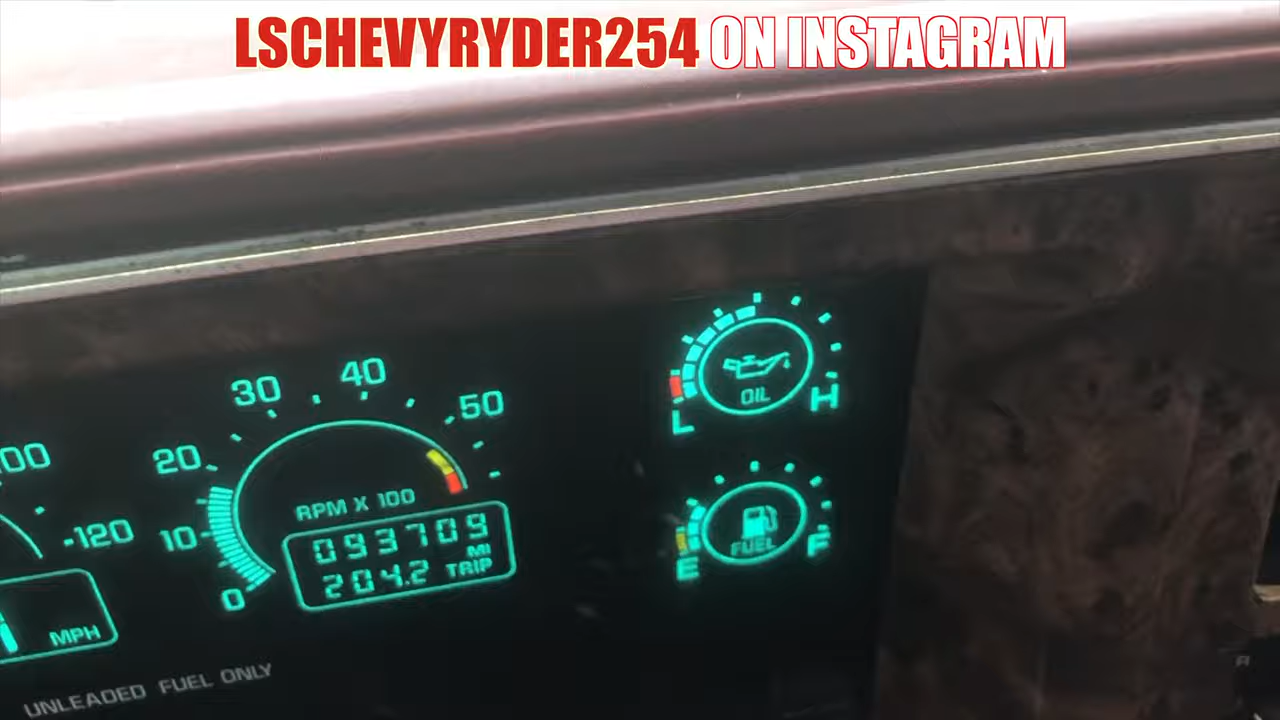 LSCHEVYRYDER254 ON INSTAGRAM
30 40 50
20
10
0
RPM X 100
093709 MI
204.2 TRIP
-120
MPH
UNLEADED FUEL ONLY
OIL
L H
FUEL
E F